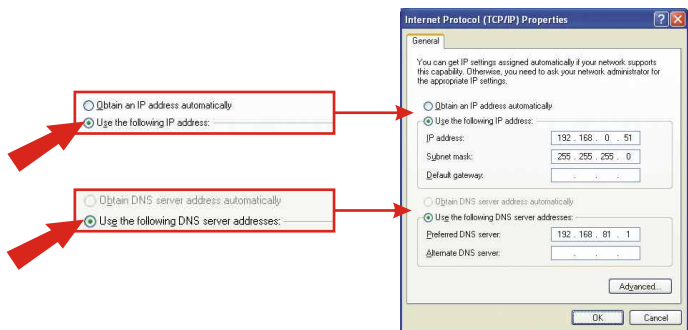 Obtain an IP address automatically
Use the following IP address:
Obtain DNS server address automatically
Use the following DNS server addresses:
Internet Protocol (TCP/IP) Properties
General
You can get IP settings assigned automatically if your network supports
this capability. Otherwise, you need to ask your network administrator for
the appropriate IP settings.
Obtain an IP address automatically
Use the following IP address:
IP address: 192 . 168 . 0 . 51
Subnet mask: 255 . 255 . 255 . 0
Default gateway: . . .
Obtain DNS server address automatically
Use the following DNS server addresses:
Preferred DNS server: 192 . 168 . 81 . 1
Alternate DNS server: . . .
Advanced...
OK Cancel